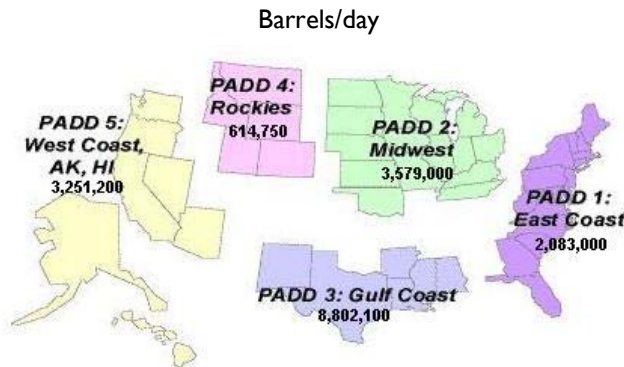 Barrels/day
PADD 4:
Rockies
614,750
PADD 5:
West Coast,
AK, HI
3,251,200
PADD 2:
Midwest
3,579,000
PADD 1:
East Coast
2,083,000
PADD 3: Gulf Coast
8,802,100